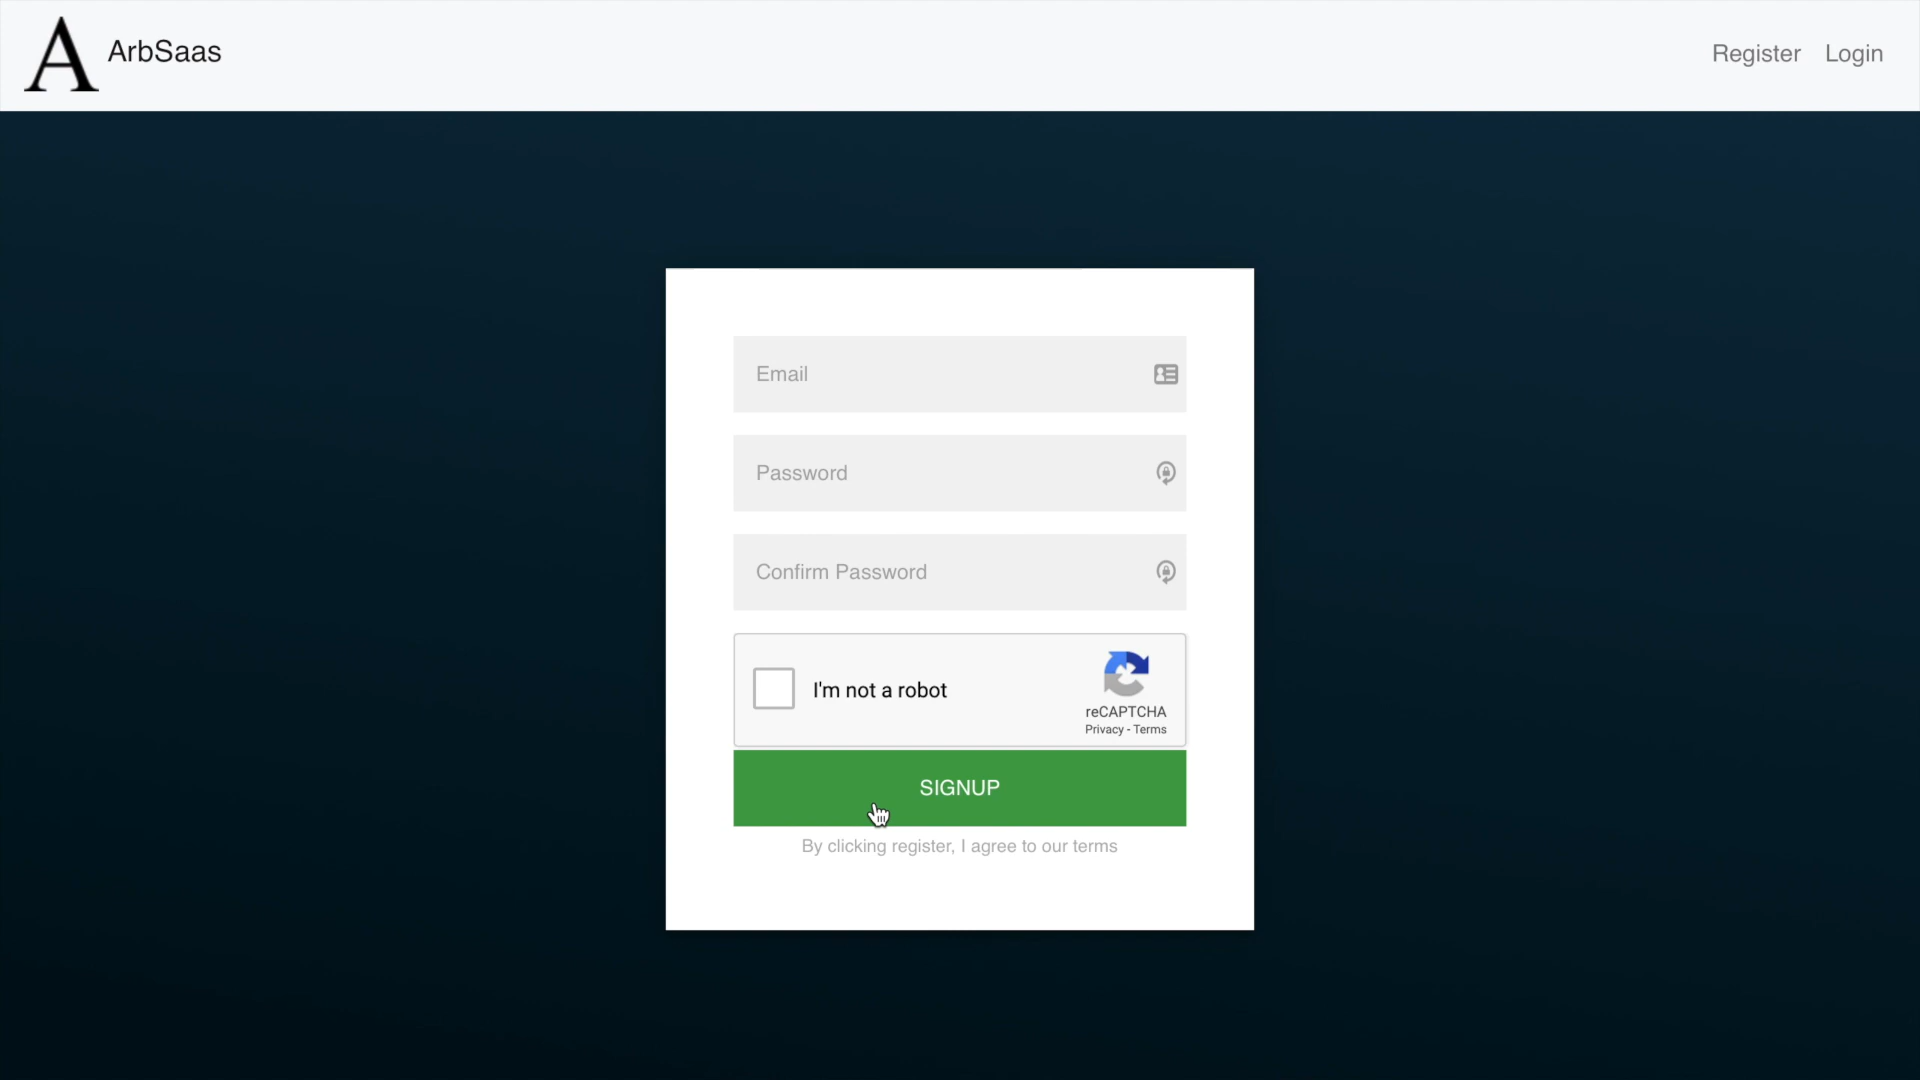 A ArbSaas
Register Login
Email
Password
Confirm Password
I'm not a robot
reCAPTCHA
Privacy - Terms
SIGNUP
By clicking register, I agree to our terms